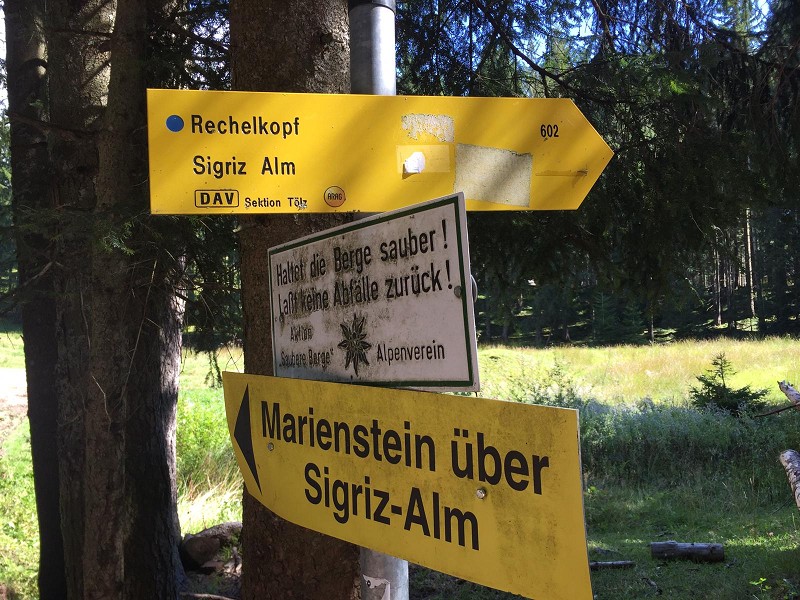 Rechelkopf
602
Sigriz Alm
DAV Sektion Tölz ARAG
Haltet die Berge sauber!
Laßt keine Abfälle zurück!
Aktion
„Saubere Berge" Alpenverein
Marienstein über
Sigriz-Alm